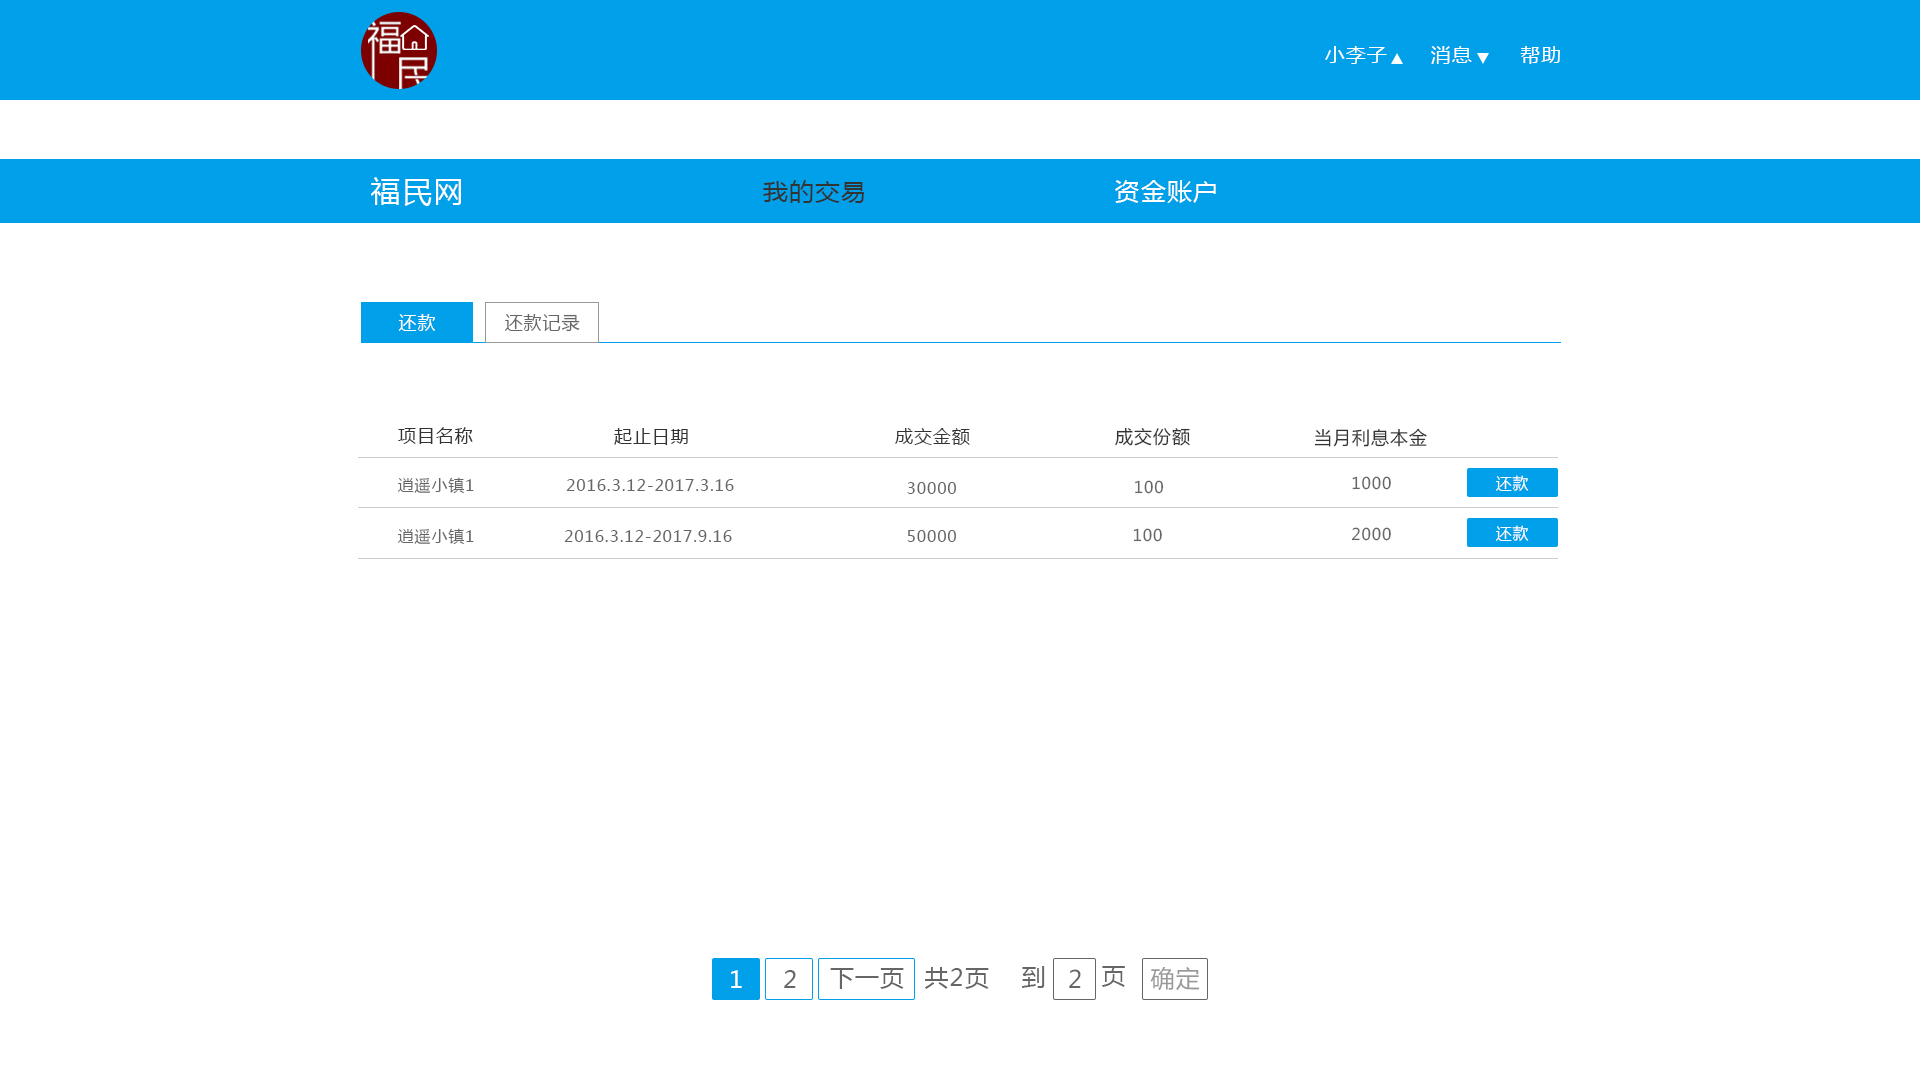 福居
小李子▲ 消息▼ 帮助
福民网 我的交易 资金账户
还款 还款记录
项目名称 起止日期 成交金额 成交份额 当月利息本金
逍遥小镇1 2016.3.12-2017.3.16 30000 100 1000 还款
逍遥小镇1 2016.3.12-2017.9.16 50000 100 2000 还款
1 2 下一页 共2页 到 2 页 确定